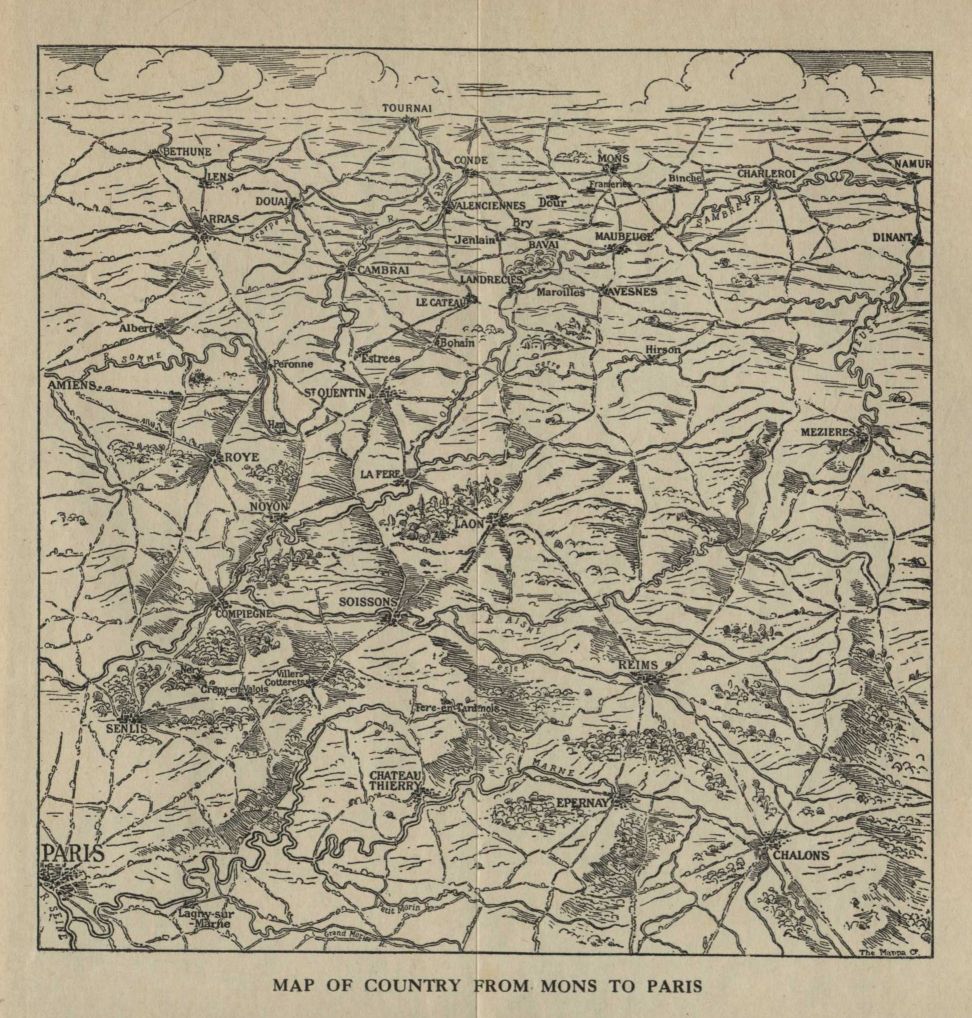 TOURNAI
BETHUNE
CONDE
MONS
NAMUR
LENS
Frameries
Binche
CHARLEROI
DOUAI
VALENCIENNES
Dour
ARRAS
R. Scarpe
R.
SAMBRE R
Bry
Jenlain
BAVAI
MAUBEUGE
DINANT
CAMBRAI
LANDRECIES
Maroilles
AVESNES
LE CATEAU
Albert
Bohain
R. SOMME
Estrees
Hirson
Peronne
Oise R.
MEUSE
AMIENS
ST QUENTIN
Ham
MEZIERES
ROYE
LA FERE
NOYON
LAON
SOISSONS
COMPIEGNE
R. AISNE
REIMS
Nery
Villers-
Cotterets
Crepy-en-Valois
Fere-en-Tardenois
SENLIS
MARNE
CHATEAU
THIERRY
EPERNAY
PARIS
CHALONS
R. SEINE
Lagny-sur
-Marne
Petit Morin R
Grand Morin R.
The Mappa Co.
MAP OF COUNTRY FROM MONS TO PARIS